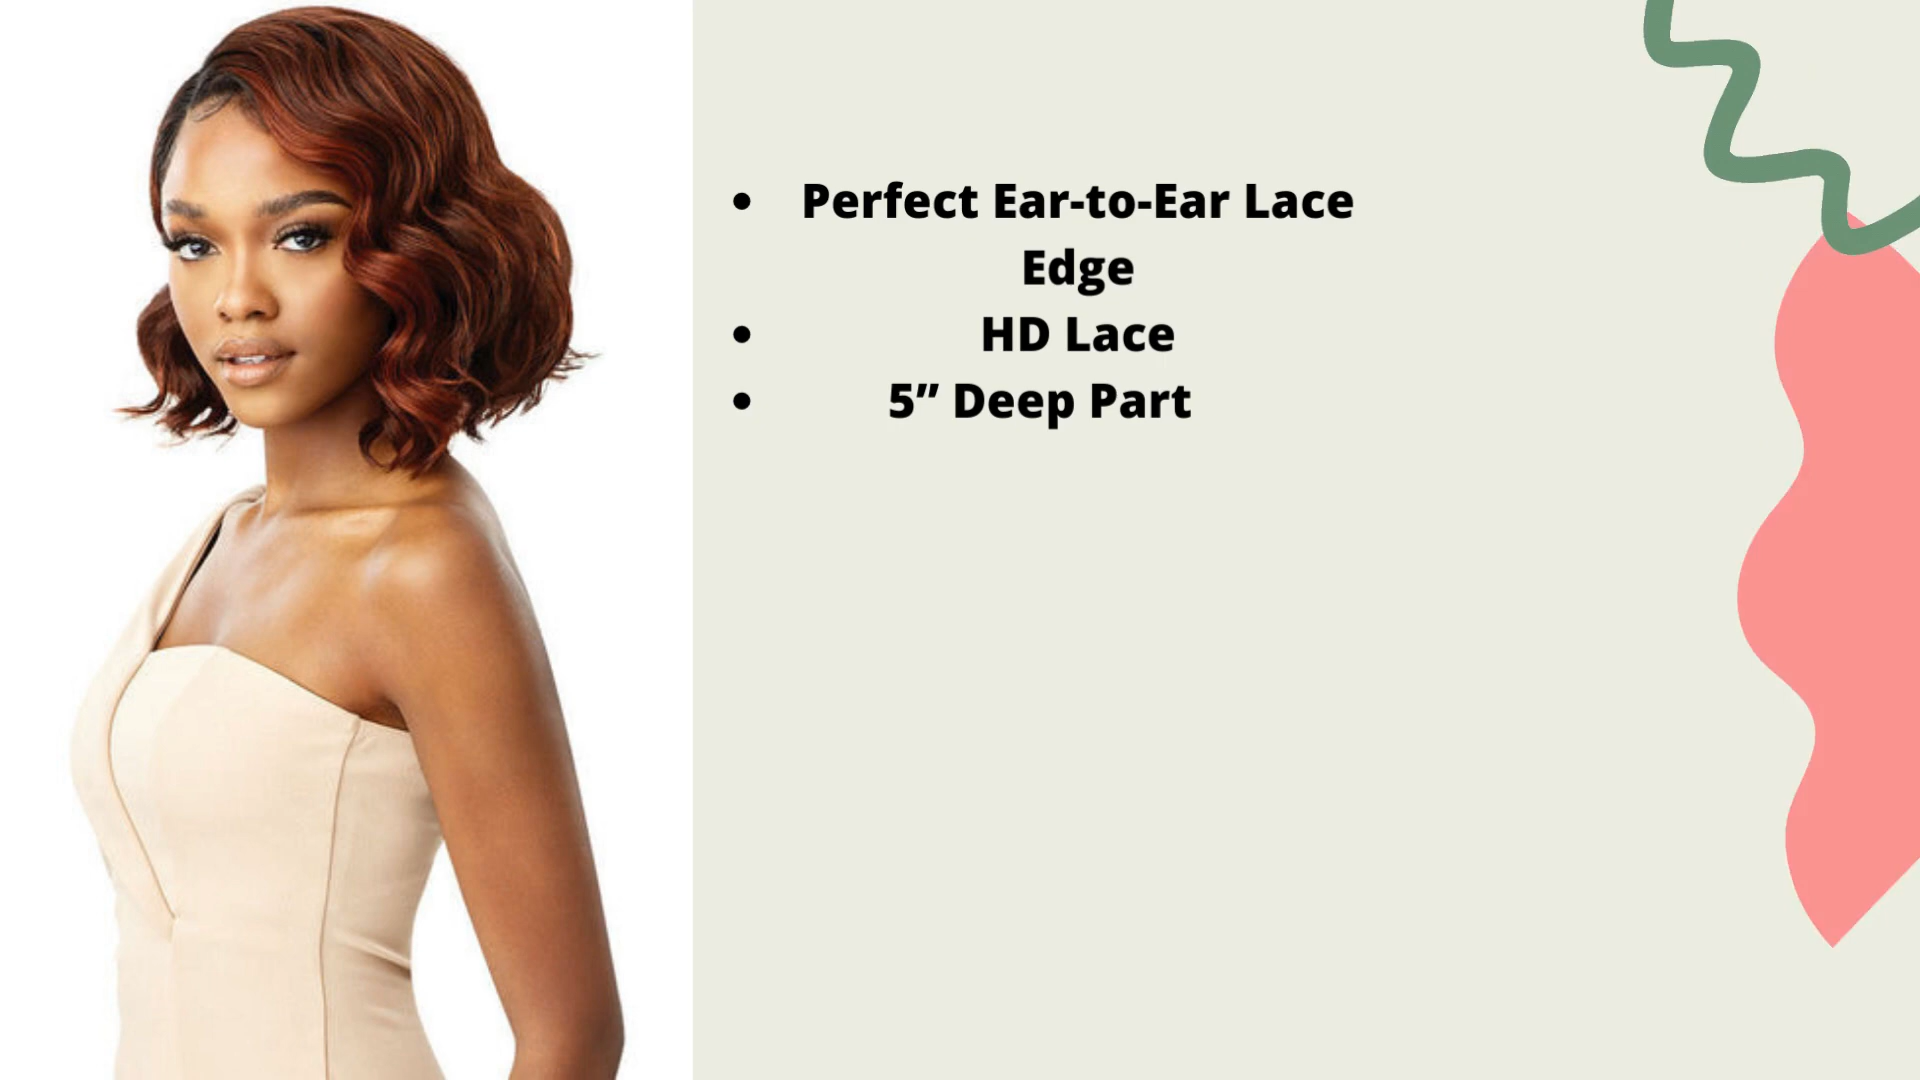 • Perfect Ear-to-Ear Lace
Edge
• HD Lace
• 5” Deep Part